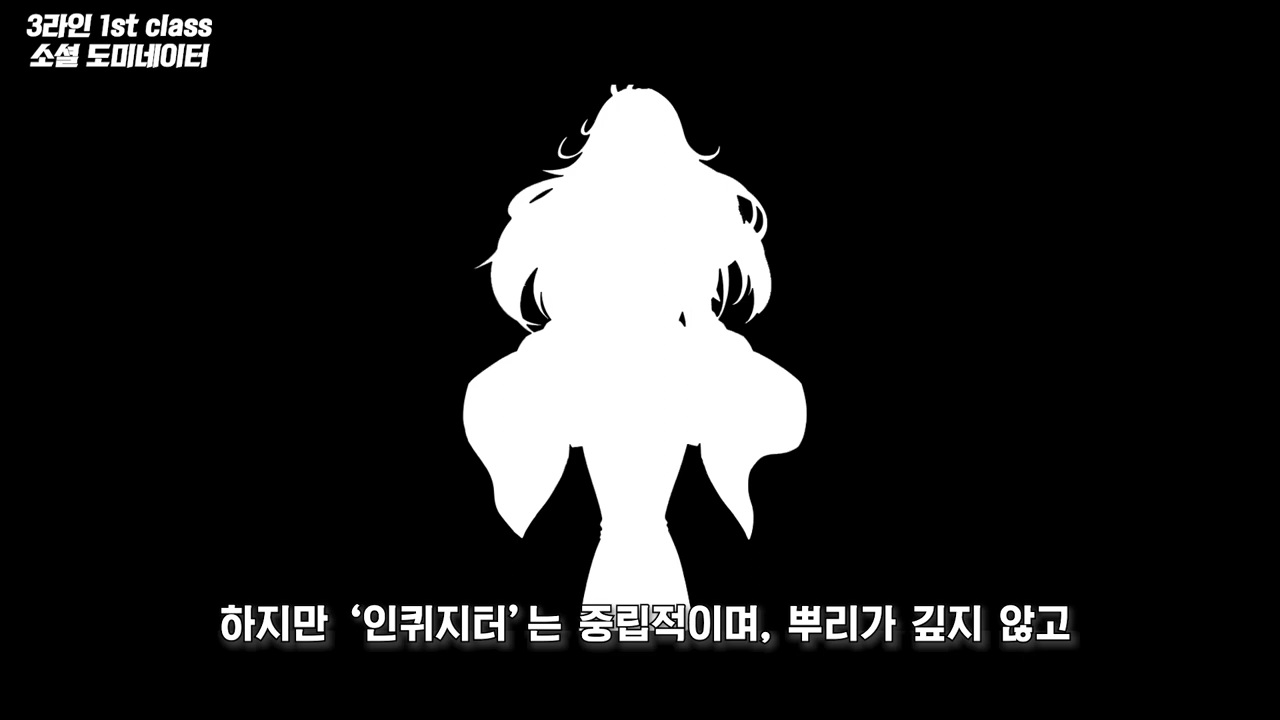 3라인 1st class
소셜 도미네이터
하지만 ‘인퀴지터’는 중립적이며, 뿌리가 깊지 않고